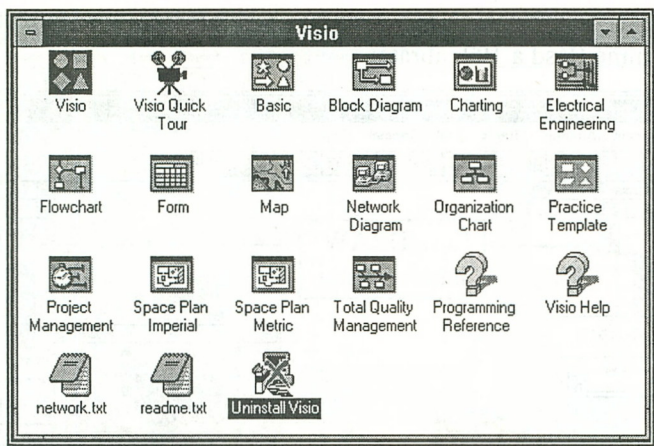 Visio
Visio
Visio Quick
Tour
Basic
Block Diagram
Charting
Electrical
Engineering
Flowchart
Form
Map
Network
Diagram
Organization
Chart
Practice
Template
Project
Management
Space Plan
Imperial
Space Plan
Metric
Total Quality
Management
Programming
Reference
Visio Help
network.txt
readme.txt
Uninstall Visio